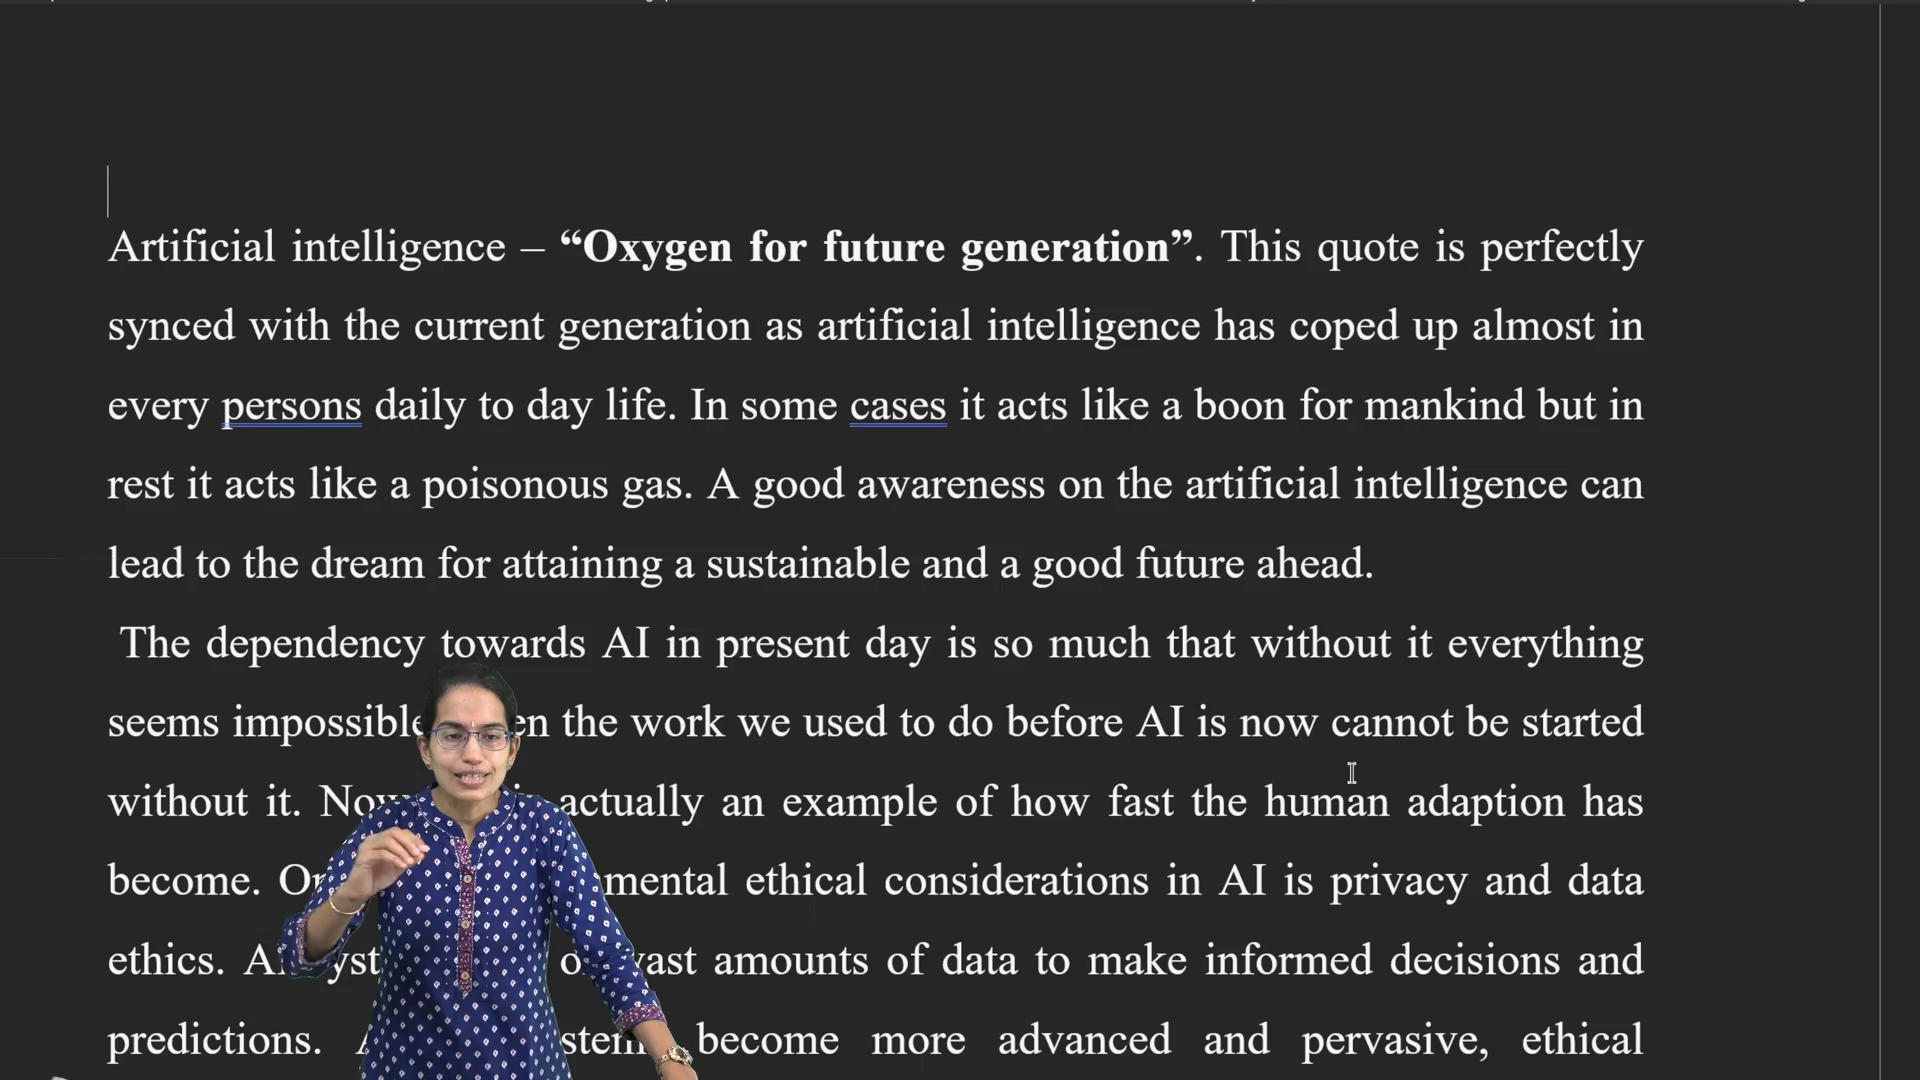 Artificial intelligence – “Oxygen for future generation”. This quote is perfectly
synced with the current generation as artificial intelligence has coped up almost in
every persons daily to day life. In some cases it acts like a boon for mankind but in
rest it acts like a poisonous gas. A good awareness on the artificial intelligence can
lead to the dream for attaining a sustainable and a good future ahead.
The dependency towards AI in present day is so much that without it everything
seems impossible the work we used to do before AI is now cannot be started
without it. actually an example of how fast the human adaption has
become. ethical considerations in AI is privacy and data
ethics. vast amounts of data to make informed decisions and
predictions. become more advanced and pervasive, ethical